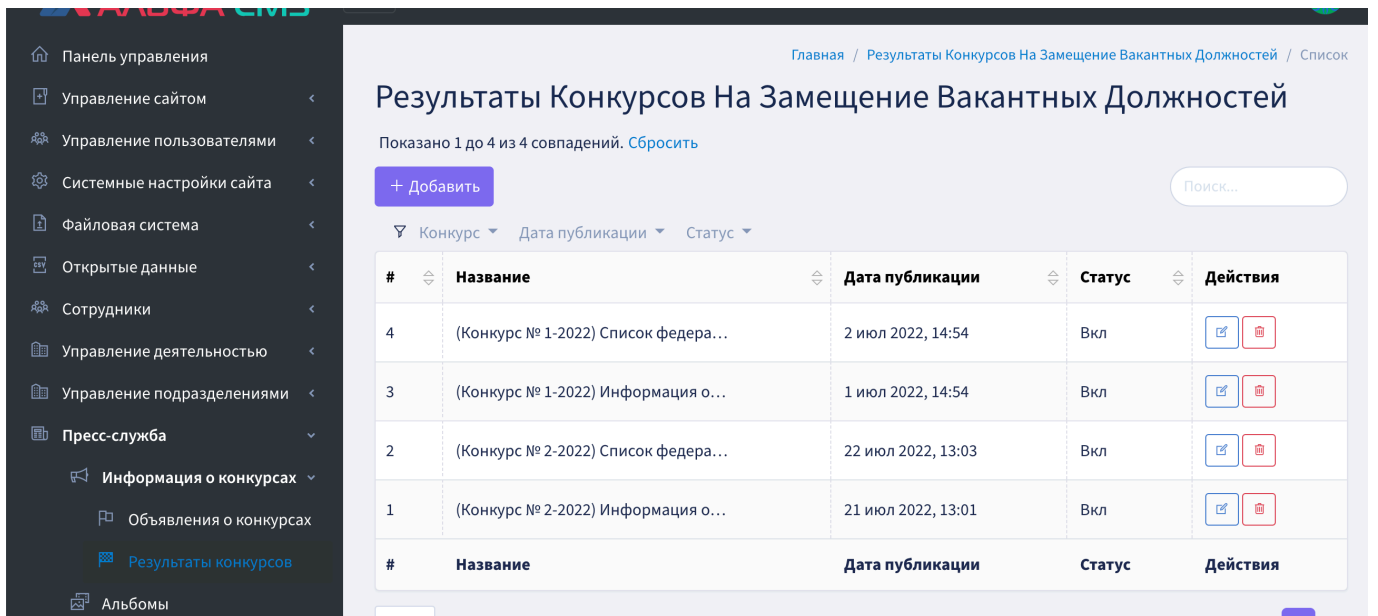 Панель управления
Управление сайтом
Управление пользователями
Системные настройки сайта
Файловая система
Открытые данные
Сотрудники
Управление деятельностью
Управление подразделениями
Пресс-служба
Информация о конкурсах
Объявления о конкурсах
Результаты конкурсов
Альбомы
Главная / Результаты Конкурсов На Замещение Вакантных Должностей / Список
Результаты Конкурсов На Замещение Вакантных Должностей
Показано 1 до 4 из 4 совпадений. Сбросить
+ Добавить
Поиск...
Конкурс Дата публикации Статус
# Название Дата публикации Статус Действия
4 (Конкурс № 1-2022) Список федера… 2 июл 2022, 14:54 Вкл
3 (Конкурс № 1-2022) Информация о… 1 июл 2022, 14:54 Вкл
2 (Конкурс № 2-2022) Список федера… 22 июл 2022, 13:03 Вкл
1 (Конкурс № 2-2022) Информация о… 21 июл 2022, 13:01 Вкл
# Название Дата публикации Статус Действия